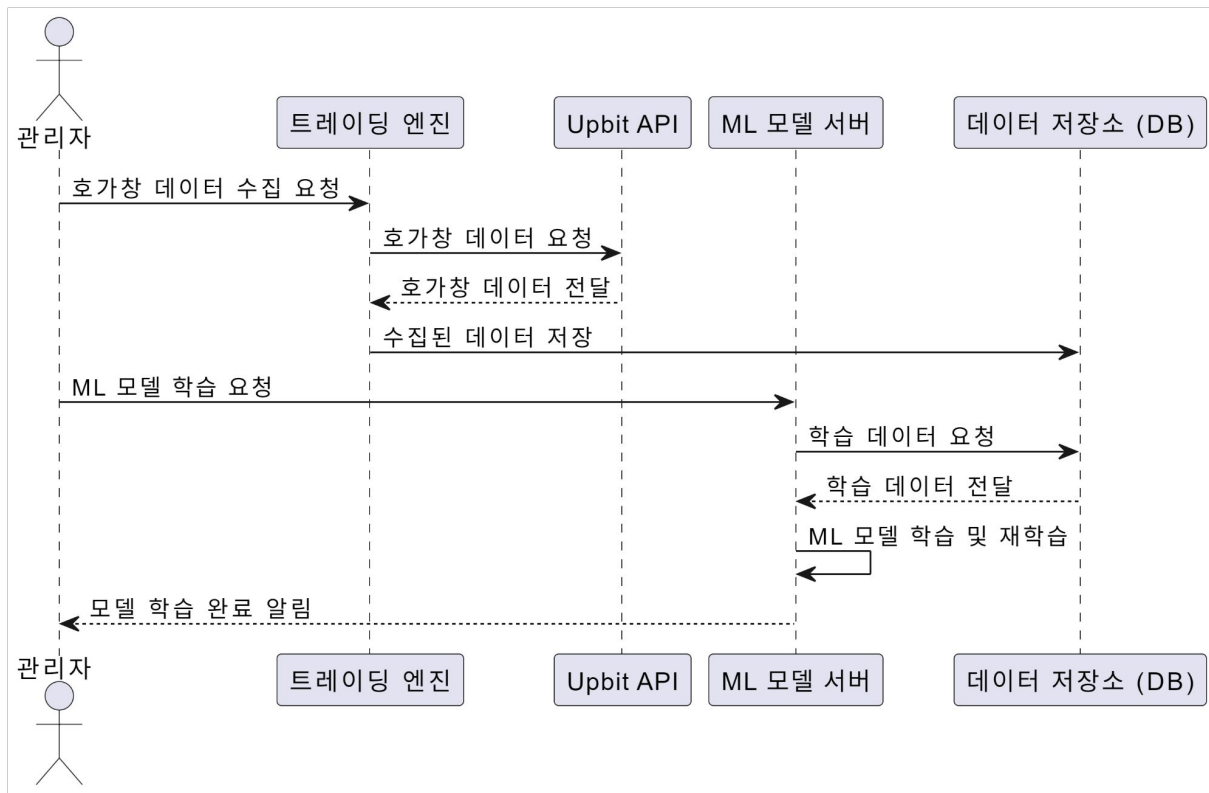 관리자
트레이딩 엔진
Upbit API
ML 모델 서버
데이터 저장소 (DB)
호가창 데이터 수집 요청
호가창 데이터 요청
호가창 데이터 전달
수집된 데이터 저장
ML 모델 학습 요청
학습 데이터 요청
학습 데이터 전달
ML 모델 학습 및 재학습
모델 학습 완료 알림
관리자
트레이딩 엔진
Upbit API
ML 모델 서버
데이터 저장소 (DB)